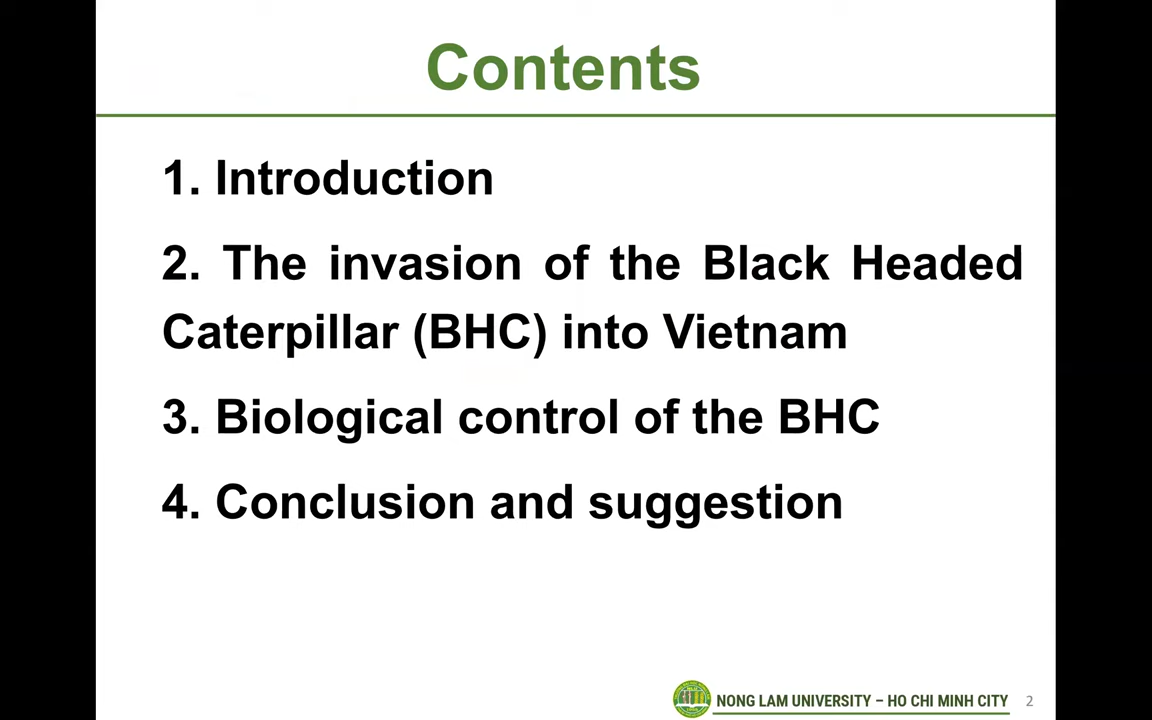 Contents
1. Introduction
2. The invasion of the Black Headed
Caterpillar (BHC) into Vietnam
3. Biological control of the BHC
4. Conclusion and suggestion
NONG LAM UNIVERSITY – HO CHI MINH CITY 2